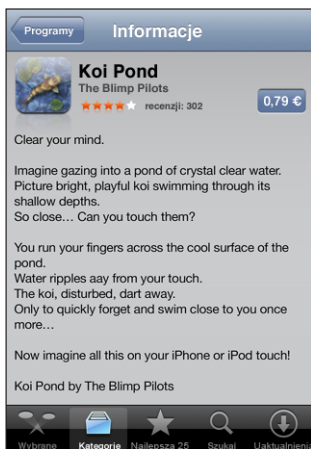 Programy
Informacje
Koi Pond
The Blimp Pilots
recenzji: 302
0,79 €
Clear your mind.
Imagine gazing into a pond of crystal clear water.
Picture bright, playful koi swimming through its
shallow depths.
So close… Can you touch them?
You run your fingers across the cool surface of the
pond.
Water ripples aay from your touch.
The koi, disturbed, dart away.
Only to quickly forget and swim close to you once
more…
Now imagine all this on your iPhone or iPod touch!
Koi Pond by The Blimp Pilots
Wybrane
Kategorie
Najlepsza 25
Szukaj
Uaktualnienia